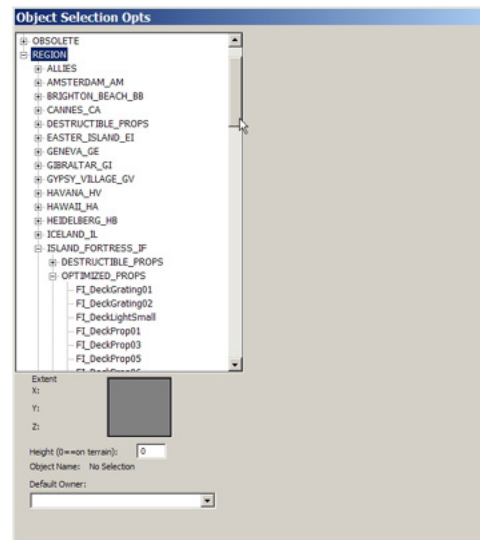 Object Selection Opts
OBSOLETE
REGION
ALLIES
AMSTERDAM_AM
BRIGHTON_BEACH_BB
CANNES_CA
DESTRUCTIBLE_PROPS
EASTER_ISLAND_EI
GENEVA_GE
GIBRALTAR_GI
GYPSY_VILLAGE_GV
HAVANA_HV
HAWAII_HA
HEIDELBERG_HB
ICELAND_IL
ISLAND_FORTRESS_IF
DESTRUCTIBLE_PROPS
OPTIMIZED_PROPS
FI_DeckGrating01
FI_DeckGrating02
FI_DeckLightSmall
FI_DeckProp01
FI_DeckProp03
FI_DeckProp05
Extent
X:
Y:
Z:
Height (0==on terrain): 0
Object Name: No Selection
Default Owner: